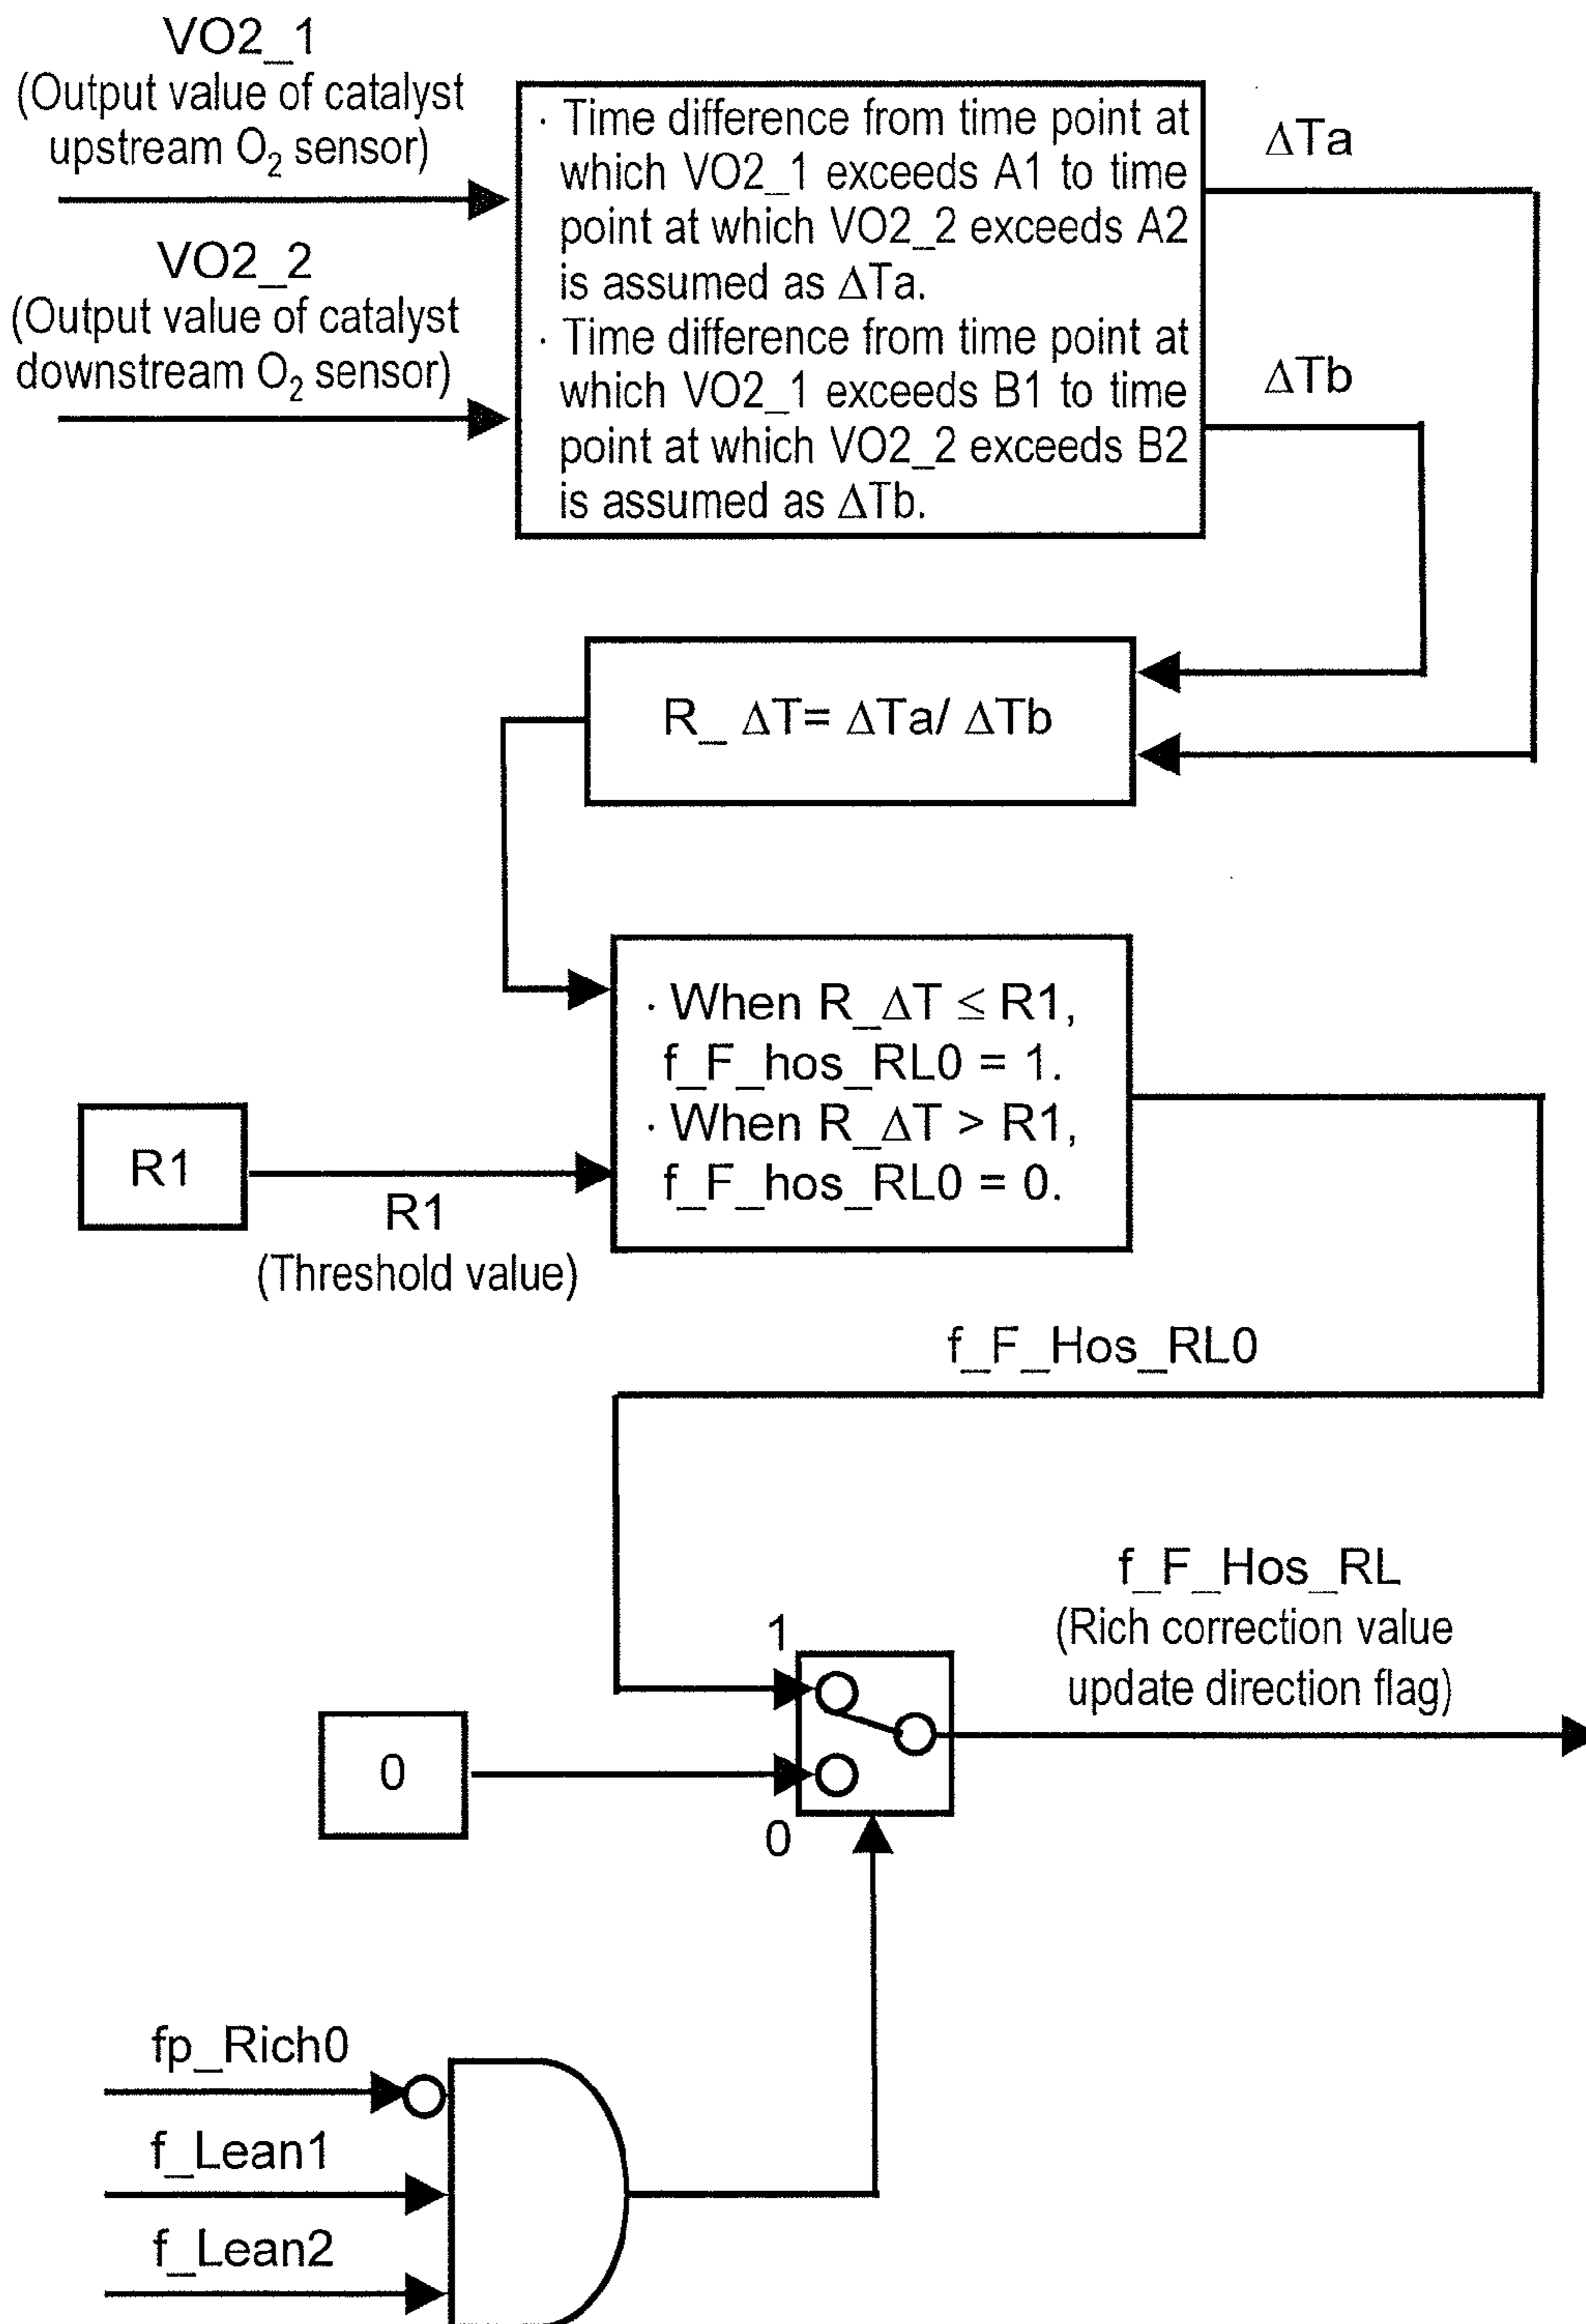 VO2_1
(Output value of catalyst
upstream O₂ sensor)
VO2_2
(Output value of catalyst
downstream O₂ sensor)
· Time difference from time point at
which VO2_1 exceeds A1 to time
point at which VO2_2 exceeds A2
is assumed as ΔTa.
· Time difference from time point at
which VO2_1 exceeds B1 to time
point at which VO2_2 exceeds B2
is assumed as ΔTb.
ΔTa
ΔTb
R_ ΔT= ΔTa/ ΔTb
· When R_ΔT ≤ R1,
f_F_hos_RL0 = 1.
· When R_ΔT > R1,
f_F_hos_RL0 = 0.
R1
R1
(Threshold value)
f_F_Hos_RL0
f_F_Hos_RL
(Rich correction value
update direction flag)
1
0
0
fp_Rich0
f_Lean1
f_Lean2